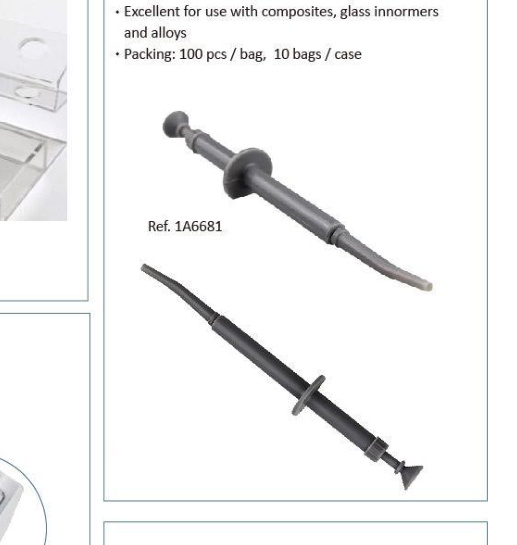 · Excellent for use with composites, glass innormers
and alloys
· Packing: 100 pcs / bag, 10 bags / case
Ref. 1A6681